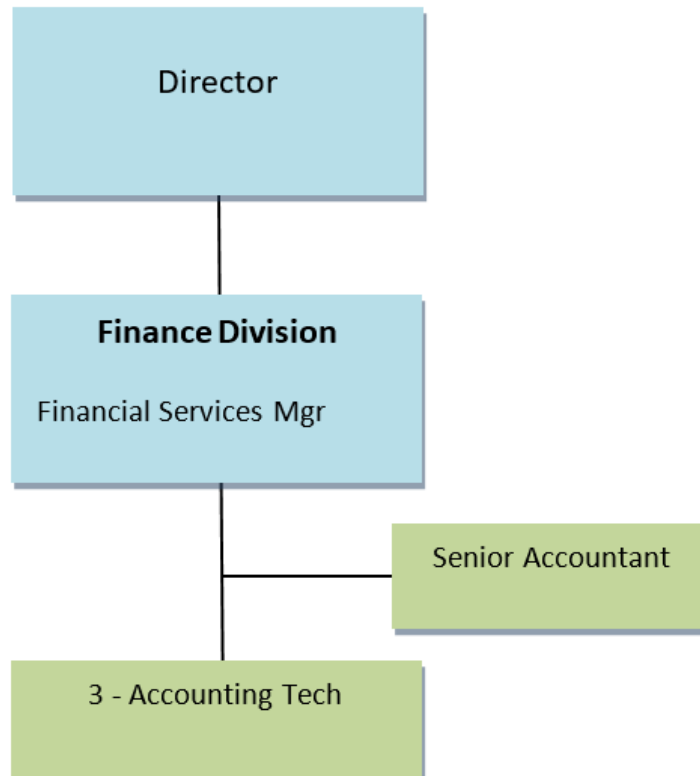 Director
Finance Division
Financial Services Mgr
Senior Accountant
3 - Accounting Tech